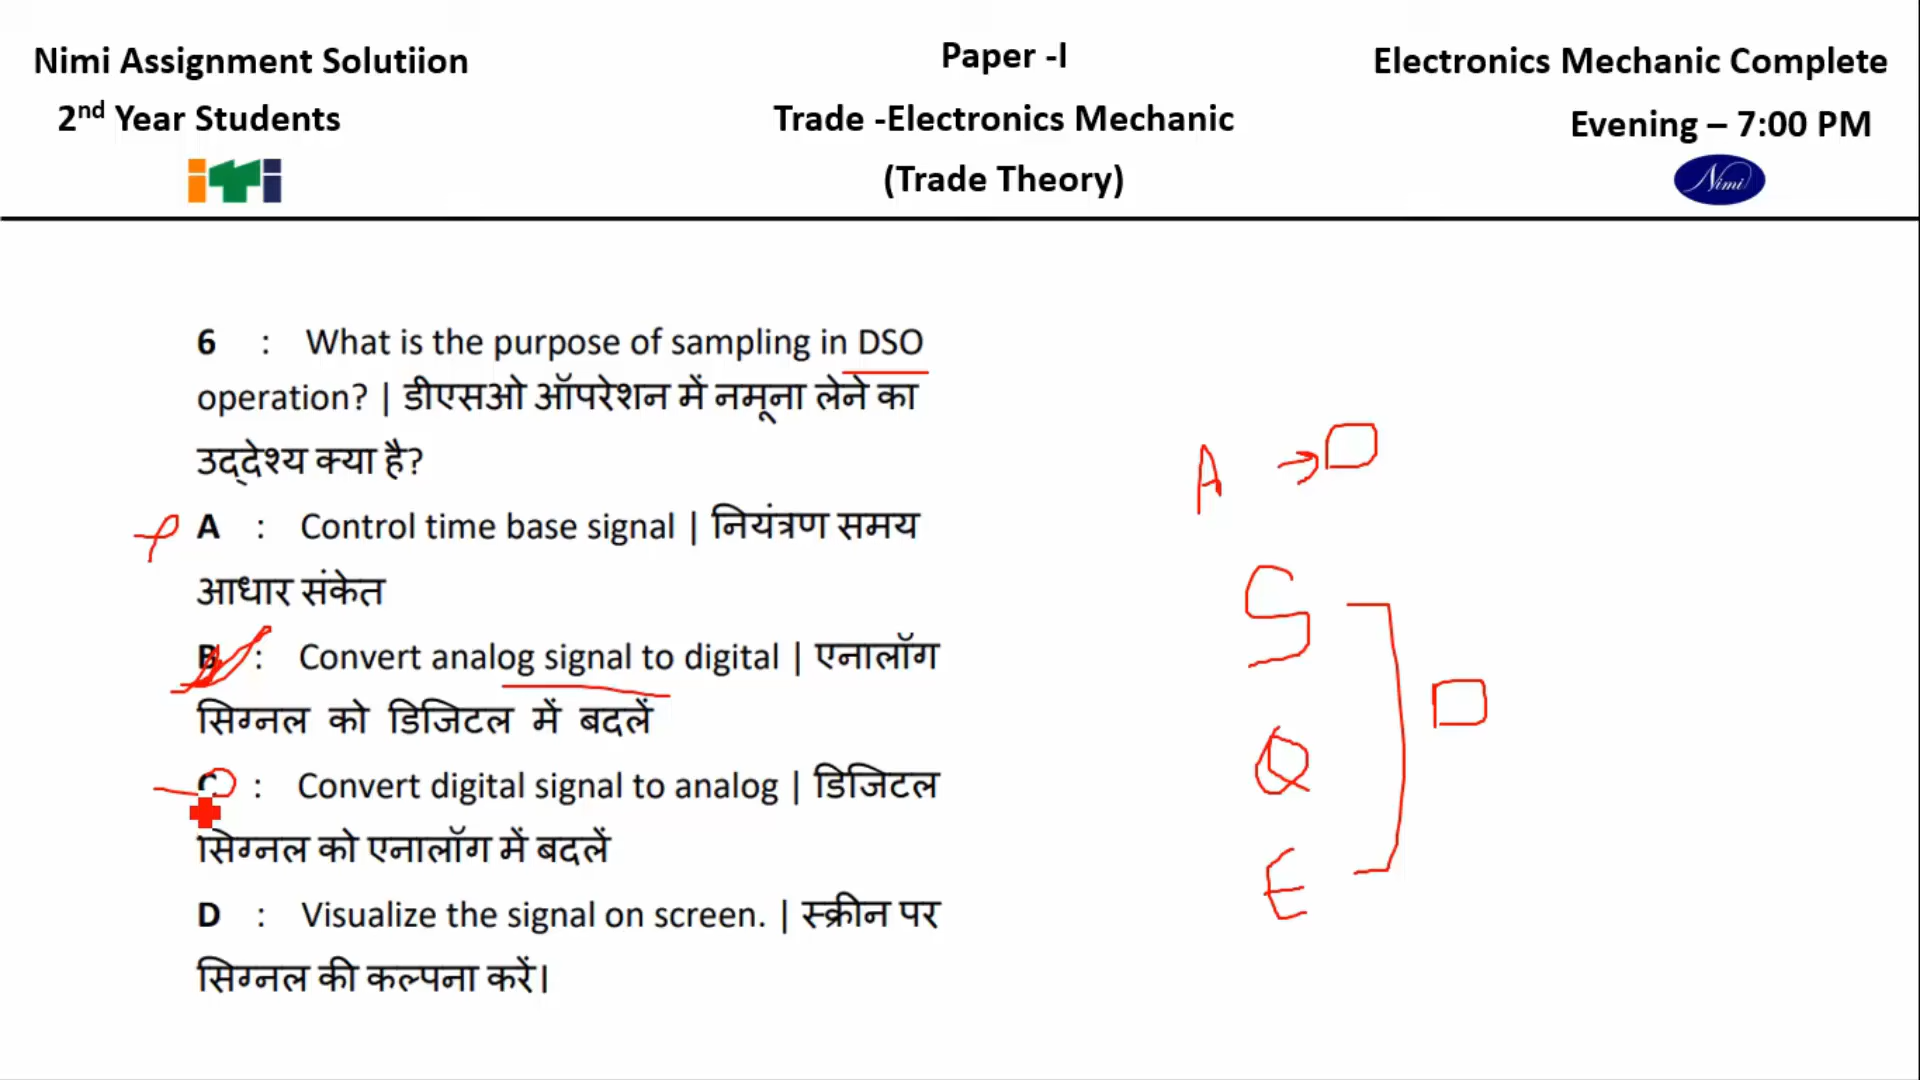 Nimi Assignment Solutiion
2nd Year Students
iTi
Paper -I
Trade -Electronics Mechanic
(Trade Theory)
Electronics Mechanic Complete
Evening – 7:00 PM
Nimi
6 : What is the purpose of sampling in DSO
operation? | डीएसओ ऑपरेशन में नमूना लेने का
उद्देश्य क्या है?
A : Control time base signal | नियंत्रण समय
आधार संकेत
B : Convert analog signal to digital | एनालॉग
सिग्नल को डिजिटल में बदलें
C : Convert digital signal to analog | डिजिटल
सिग्नल को एनालॉग में बदलें
D : Visualize the signal on screen. | स्क्रीन पर
सिग्नल की कल्पना करें।
A → D
S
Q D
E